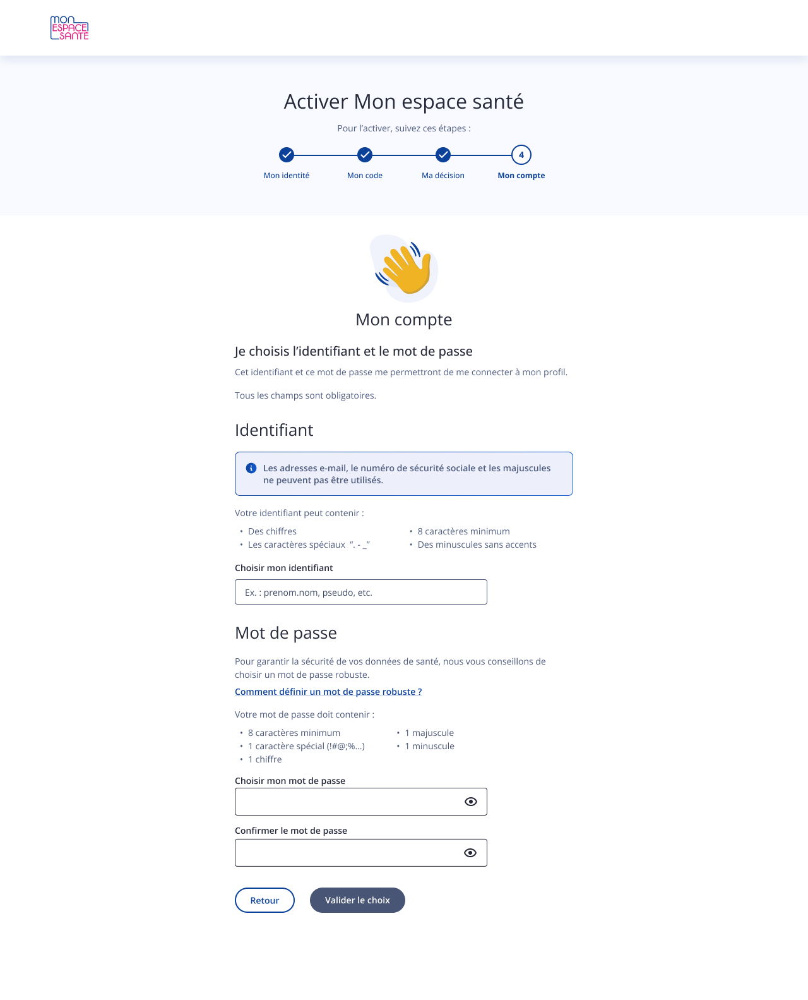 mon
ESPACE
SANTÉ
Activer Mon espace santé
Pour l’activer, suivez ces étapes :
4
Mon identité
Mon code
Ma décision
Mon compte
Mon compte
Je choisis l’identifiant et le mot de passe
Cet identifiant et ce mot de passe me permettront de me connecter à mon profil.
Tous les champs sont obligatoires.
Identifiant
Les adresses e-mail, le numéro de sécurité sociale et les majuscules
ne peuvent pas être utilisés.
Votre identifiant peut contenir :
• Des chiffres
• Les caractères spéciaux  “. - _”
• 8 caractères minimum
• Des minuscules sans accents
Choisir mon identifiant
Ex. : prenom.nom, pseudo, etc.
Mot de passe
Pour garantir la sécurité de vos données de santé, nous vous conseillons de
choisir un mot de passe robuste.
Comment définir un mot de passe robuste ?
Votre mot de passe doit contenir :
• 8 caractères minimum
• 1 caractère spécial (!#@;%...)
• 1 chiffre
• 1 majuscule
• 1 minuscule
Choisir mon mot de passe
Confirmer le mot de passe
Retour
Valider le choix